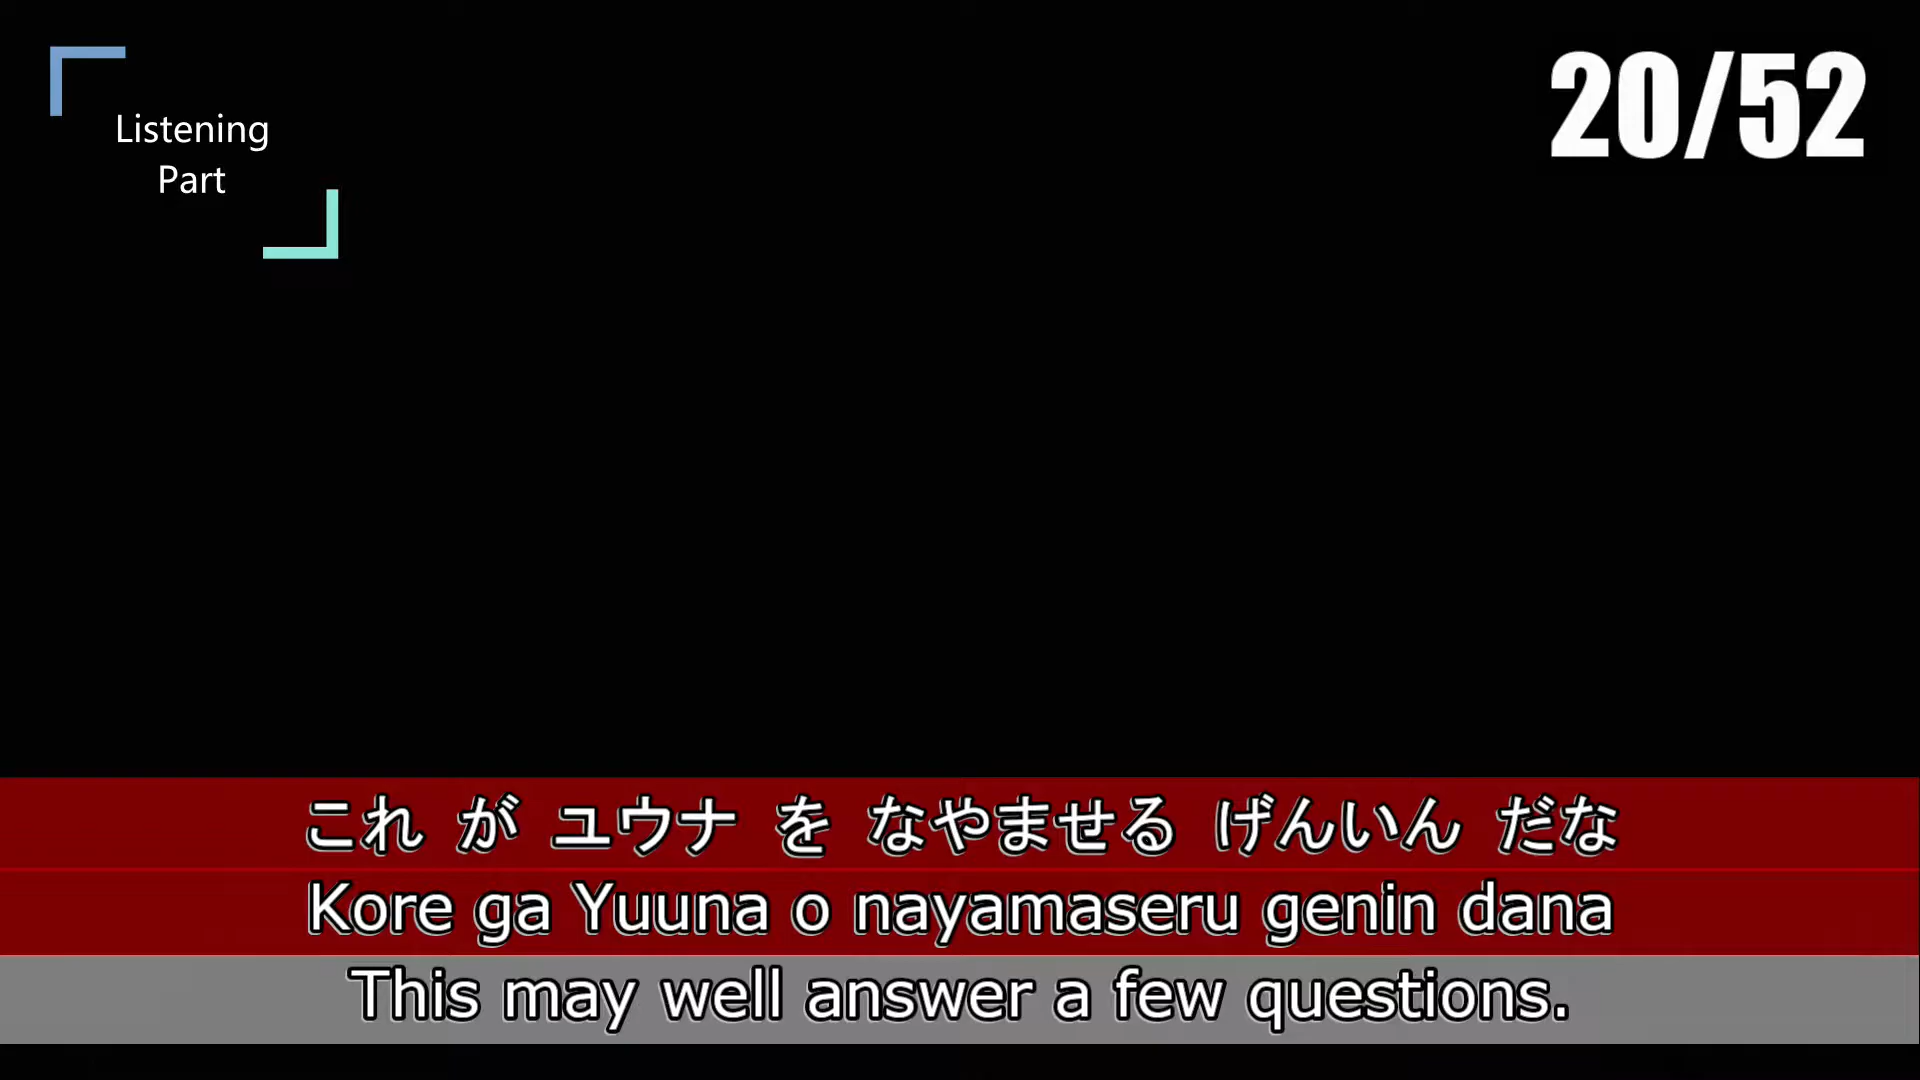 Listening
Part
20/52
これ が ユウナ を なやませる げんいん だな
Kore ga Yuuna o nayamaseru genin dana
This may well answer a few questions.